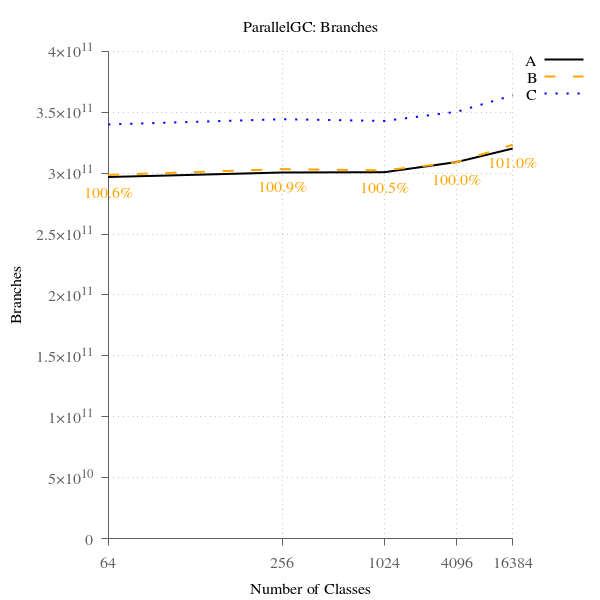 ParallelGC: Branches
A
B
C
4×10¹¹
3.5×10¹¹
3×10¹¹
2.5×10¹¹
2×10¹¹
1.5×10¹¹
1×10¹¹
5×10¹⁰
0
100.6%
100.9%
100.5%
100.0%
101.0%
Branches
64 256 1024 4096 16384
Number of Classes